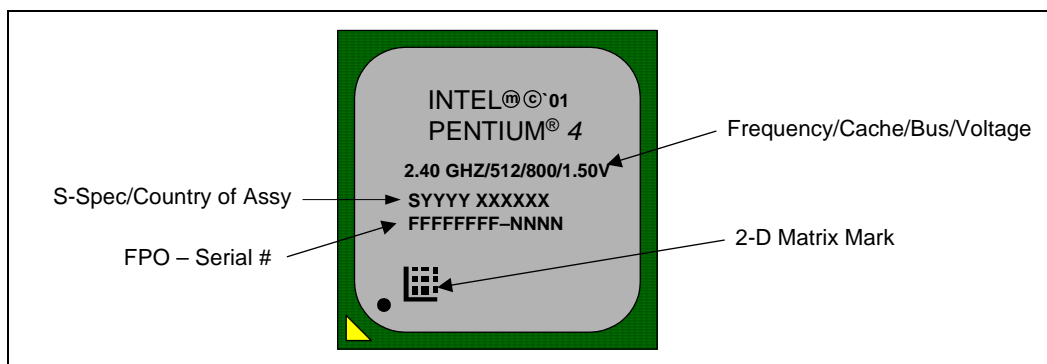 INTEL ⓜ ©`01
PENTIUM® 4
2.40 GHZ/512/800/1.50V
SYYYY XXXXXX
FFFFFFFF–NNNN
Frequency/Cache/Bus/Voltage
S-Spec/Country of Assy
FPO – Serial #
2-D Matrix Mark